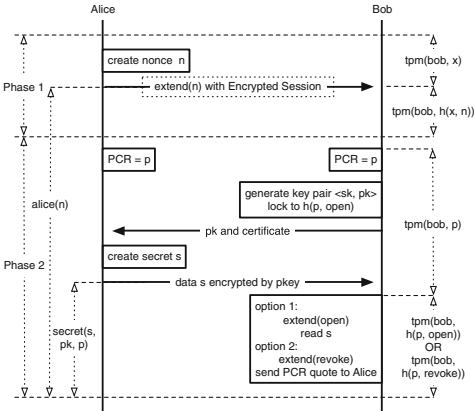 Alice
Bob
create nonce n
tpm(bob, x)
Phase 1
extend(n) with Encrypted Session
tpm(bob, h(x, n))
PCR = p
PCR = p
generate key pair <sk, pk>
lock to h(p, open)
alice(n)
tpm(bob, p)
pk and certificate
create secret s
Phase 2
data s encrypted by pkey
option 1:
extend(open)
read s
option 2:
extend(revoke)
send PCR quote to Alice
secret(s,
pk, p)
tpm(bob,
h(p, open))
OR
tpm(bob,
h(p, revoke))